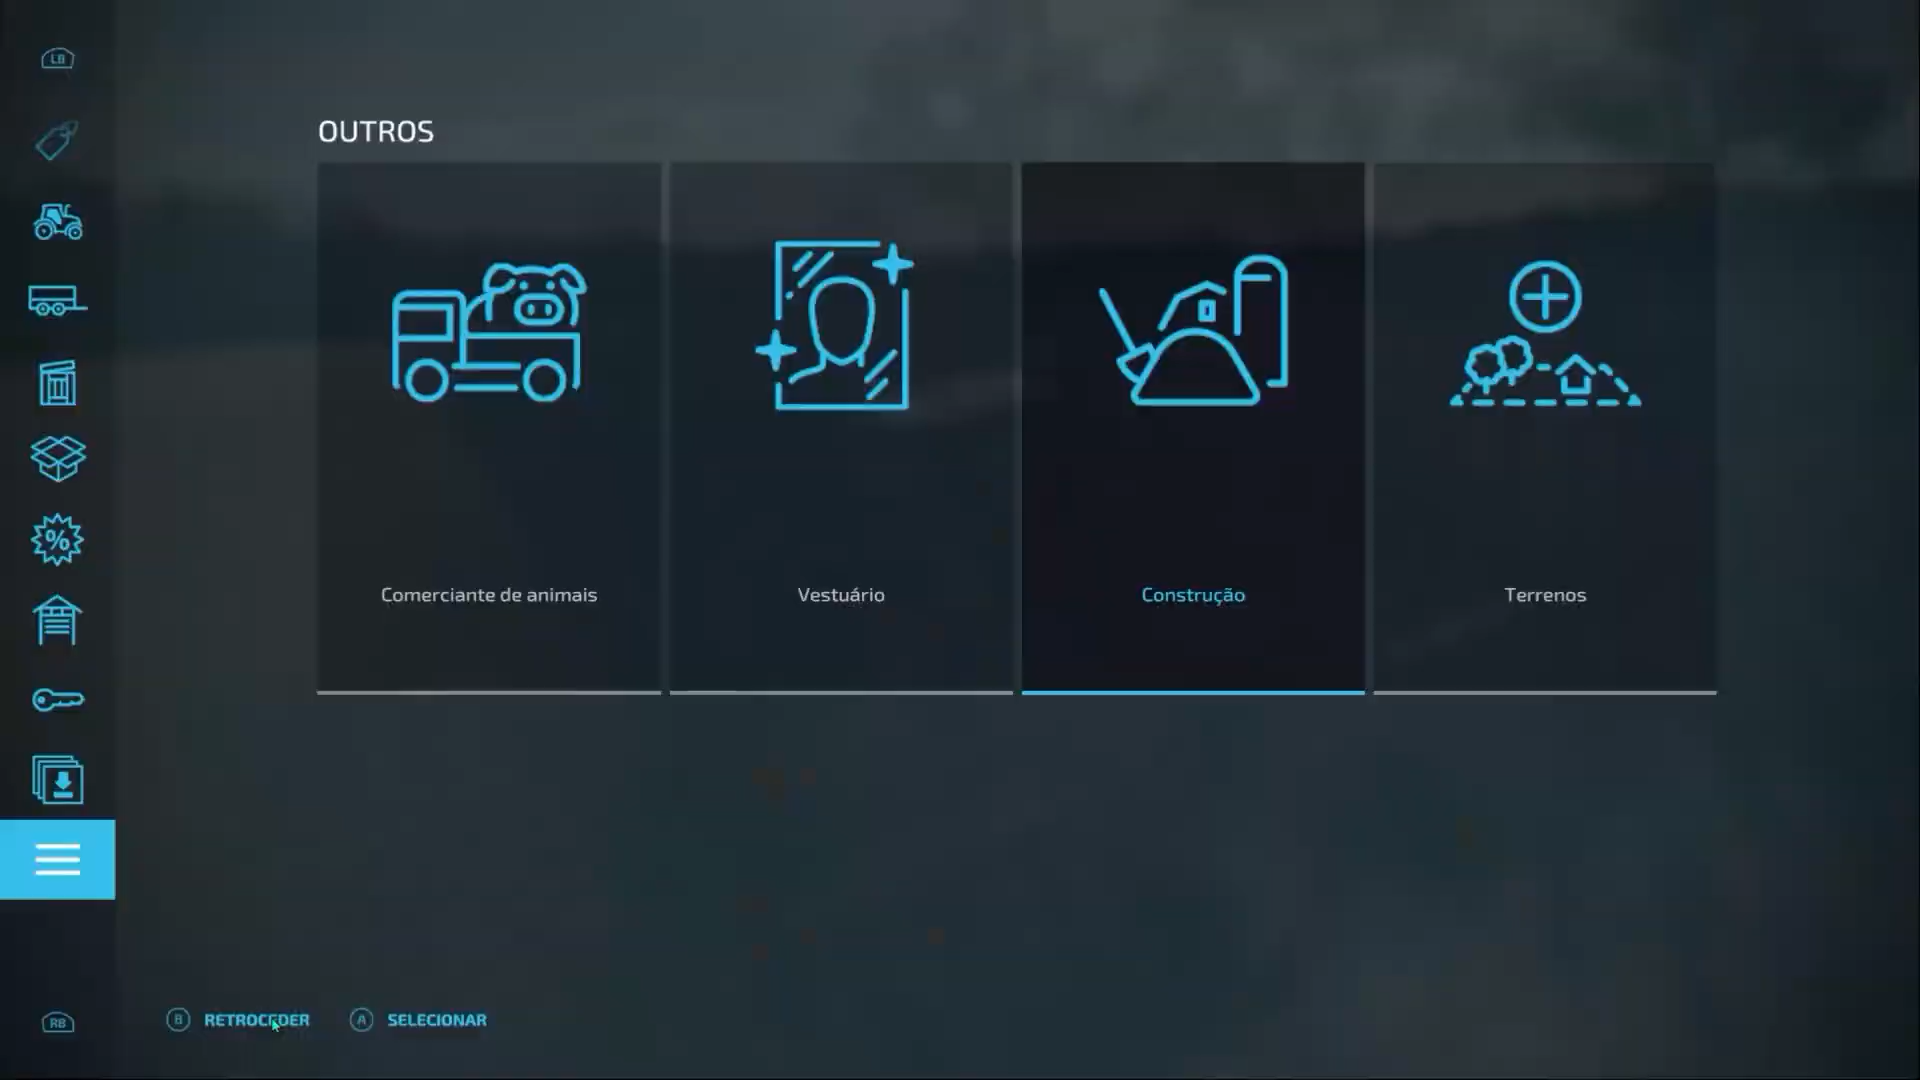 LB
OUTROS
%
Comerciante de animais
Vestuário
Construção
Terrenos
RB
B RETROCEDER
A SELECIONAR